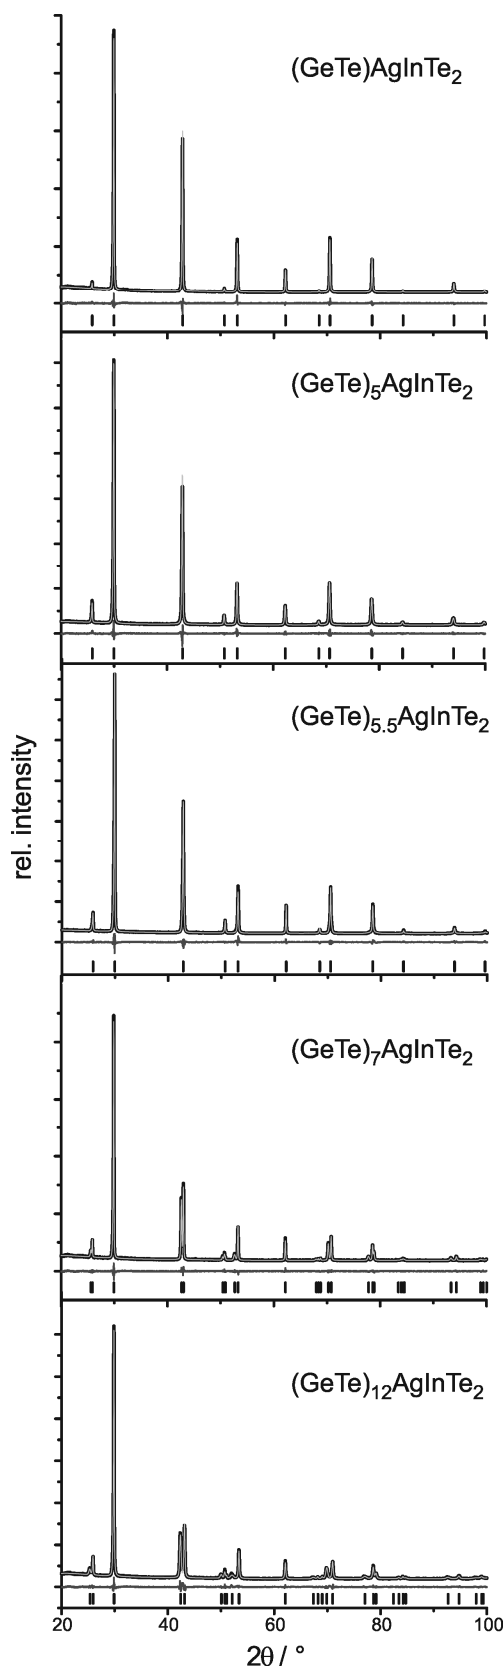 (GeTe)AgInTe2
(GeTe)5AgInTe2
(GeTe)5.5AgInTe2
rel. intensity
(GeTe)7AgInTe2
(GeTe)12AgInTe2
20 40 60 80 100
2θ / °